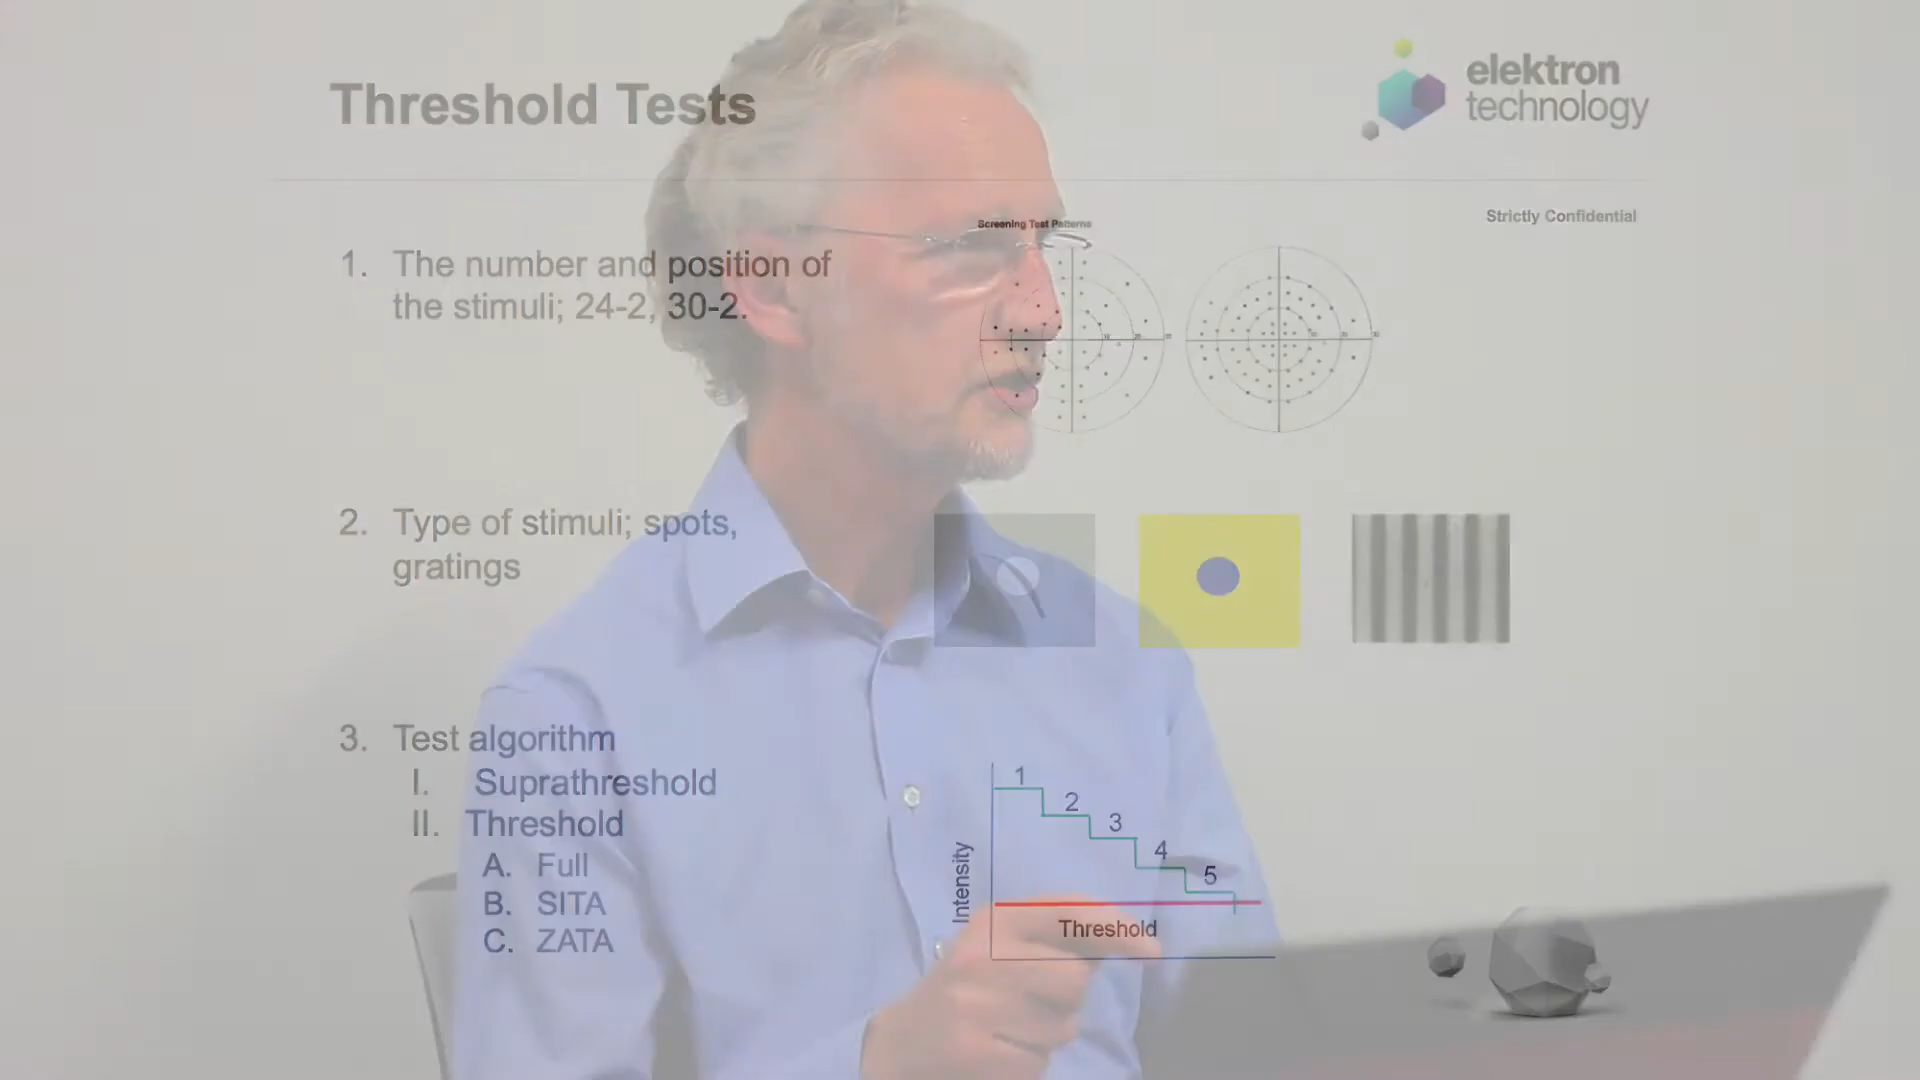 Threshold Tests
elektron
technology
Strictly Confidential
Screening Test Patterns
1. The number and position of
the stimuli; 24-2, 30-2.
2. Type of stimuli; spots,
gratings
3. Test algorithm
I. Suprathreshold
II. Threshold
A. Full
B. SITA
C. ZATA
1
2
3
4
5
Intensity
Threshold